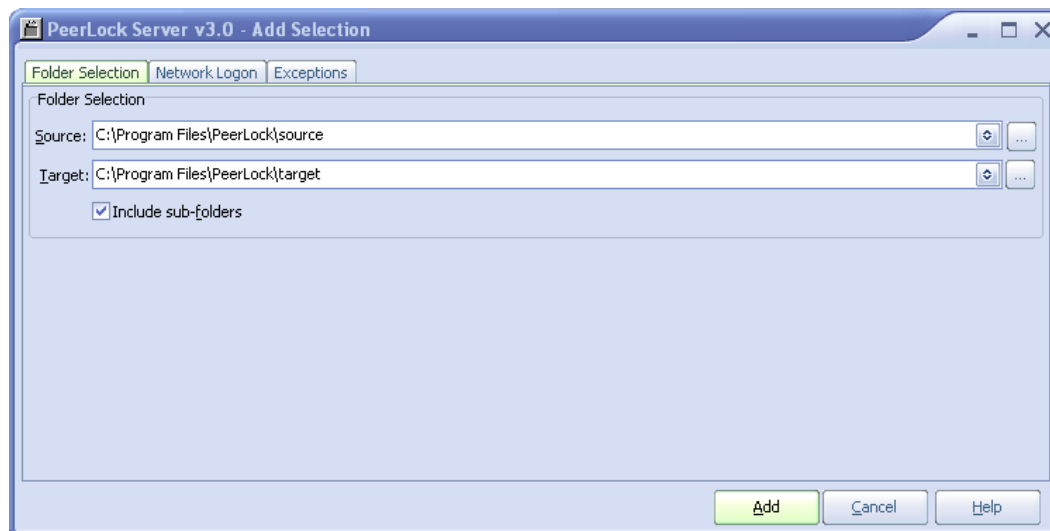 PeerLock Server v3.0 - Add Selection
Folder Selection Network Logon Exceptions
Folder Selection
Source: C:\Program Files\PeerLock\source ...
Target: C:\Program Files\PeerLock\target ...
Include sub-folders
Add Cancel Help